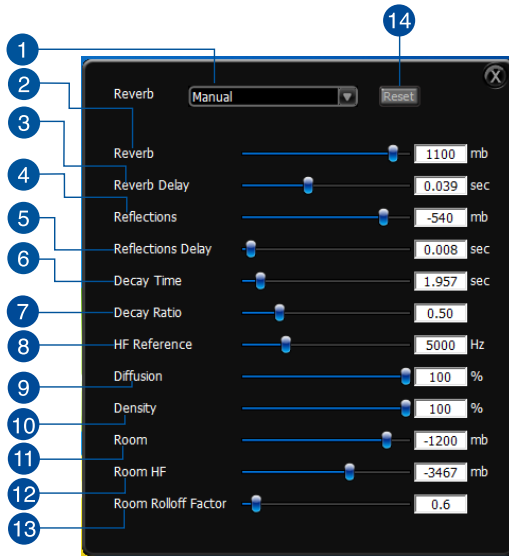 14
1
2
Reverb Manual Reset X
3
Reverb 1100 mb
4
Reverb Delay 0.039 sec
5
Reflections -540 mb
6
Reflections Delay 0.008 sec
Decay Time 1.957 sec
7
Decay Ratio 0.50
8
HF Reference 5000 Hz
9
Diffusion 100 %
10
Density 100 %
11
Room -1200 mb
12
Room HF -3467 mb
13
Room Rolloff Factor 0.6